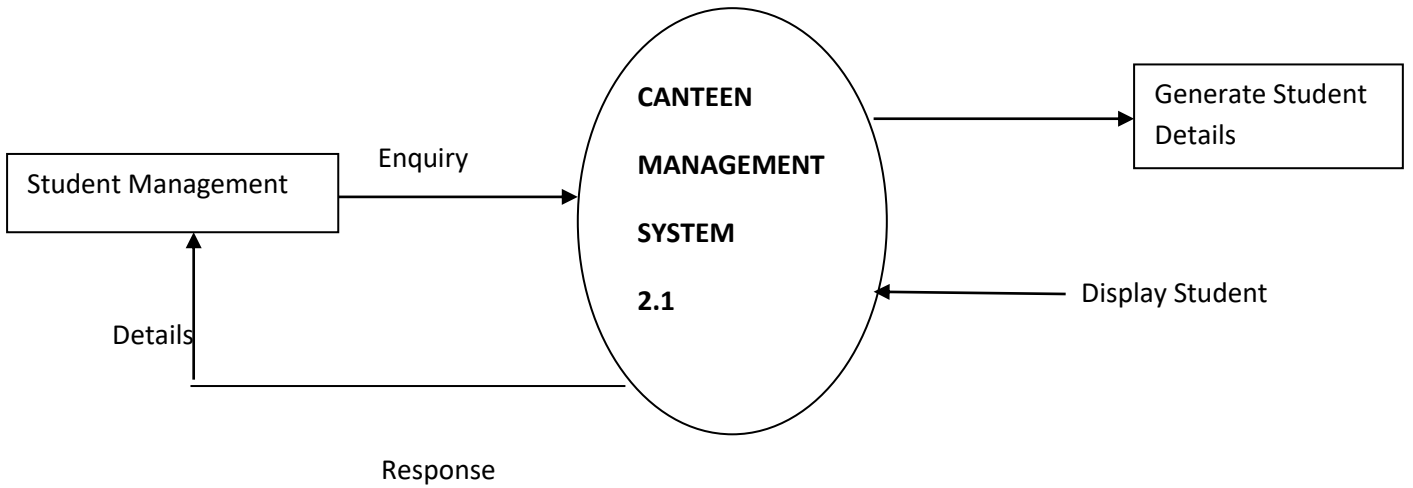 Student Management
Enquiry
CANTEEN
MANAGEMENT
SYSTEM
2.1
Generate Student
Details
Display Student
Details
Response